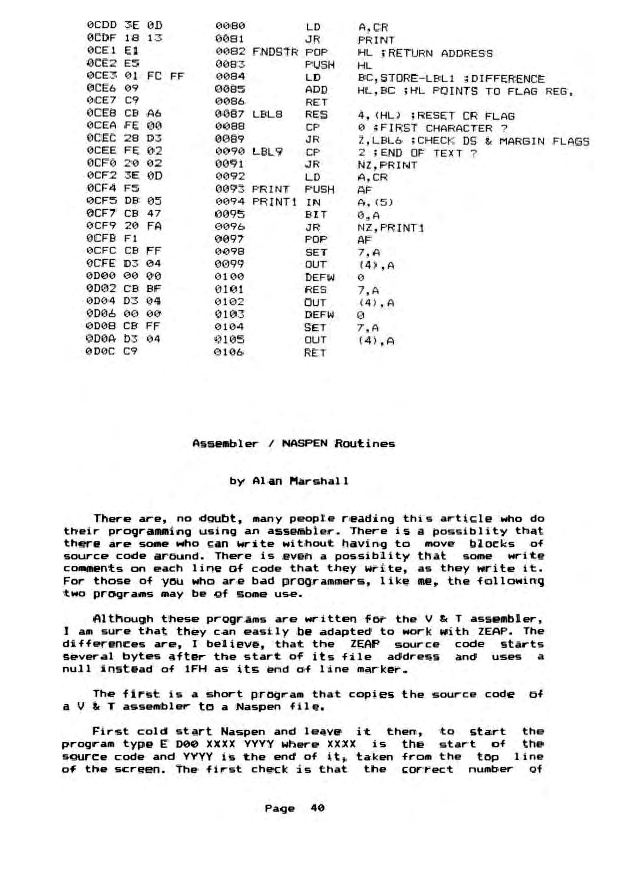 0CDD 3E 0D 0080 LD A,CR
0CDF 18 13 0081 JR PRINT
0CE1 E1 0082 FNDSTR POP HL ;RETURN ADDRESS
0CE2 E5 0083 PUSH HL
0CE3 01 FC FF 0084 LD BC,STORE-LBL1 ;DIFFERENCE
0CE6 09 0085 ADD HL,BC ;HL POINTS TO FLAG REG.
0CE7 C9 0086 RET
0CE8 CB A6 0087 LBL8 RES 4,(HL) ;RESET CR FLAG
0CEA FE 00 0088 CP 0 ;FIRST CHARACTER ?
0CEC 28 D3 0089 JR Z,LBL6 ;CHECK DS & MARGIN FLAGS
0CEE FE 02 0090 LBL9 CP 2 ;END OF TEXT ?
0CF0 20 02 0091 JR NZ,PRINT
0CF2 3E 0D 0092 LD A,CR
0CF4 F5 0093 PRINT PUSH AF
0CF5 DB 05 0094 PRINT1 IN A,(5)
0CF7 CB 47 0095 BIT 0,A
0CF9 20 FA 0096 JR NZ,PRINT1
0CFB F1 0097 POP AF
0CFC CB FF 0098 SET 7,A
0CFE D3 04 0099 OUT (4),A
0D00 00 00 0100 DEFW 0
0D02 CB BF 0101 RES 7,A
0D04 D3 04 0102 OUT (4),A
0D06 00 00 0103 DEFW 0
0D08 CB FF 0104 SET 7,A
0D0A D3 04 0105 OUT (4),A
0D0C C9 0106 RET
Assembler / NASPEN Routines
by Alan Marshall
There are, no doubt, many people reading this article who do
their programming using an assembler. There is a possiblity that
there are some who can write without having to move blocks of
source code around. There is even a possiblity that some write
comments on each line of code that they write, as they write it.
For those of you who are bad programmers, like me, the following
two programs may be of some use.
Although these programs are written for the V & T assembler,
I am sure that they can easily be adapted to work with ZEAP. The
differences are, I believe, that the ZEAP source code starts
several bytes after the start of its file address and uses a
null instead of 1FH as its end of line marker.
The first is a short program that copies the source code of
a V & T assembler to a Naspen file.
First cold start Naspen and leave it then, to start the
program type E D00 XXXX YYYY where XXXX is the start of the
source code and YYYY is the end of it, taken from the top line
of the screen. The first check is that the correct number of
Page 40